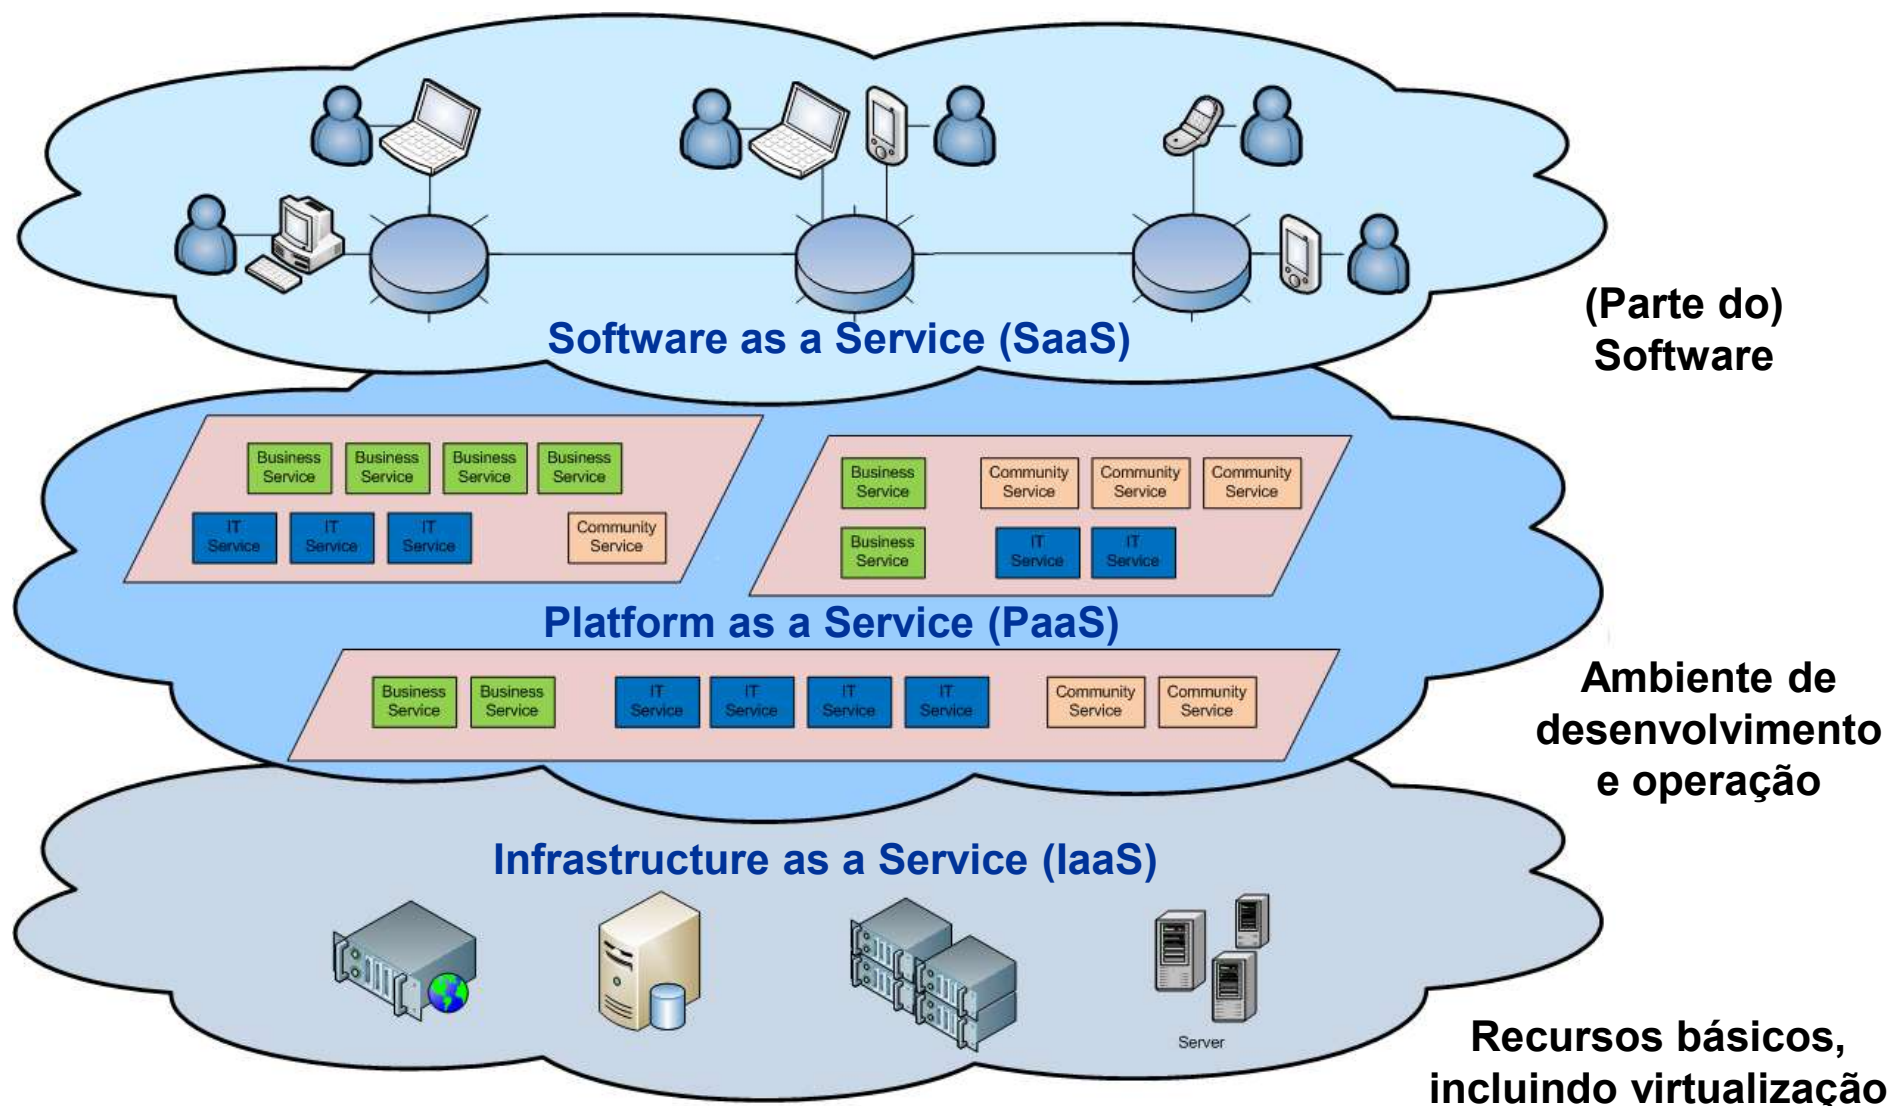 Software as a Service (SaaS)
(Parte do)
Software
Business
Service
Business
Service
Business
Service
Business
Service
IT
Service
IT
Service
IT
Service
Community
Service
Business
Service
Community
Service
Community
Service
Community
Service
Business
Service
IT
Service
IT
Service
Platform as a Service (PaaS)
Business
Service
Business
Service
IT
Service
IT
Service
IT
Service
IT
Service
Community
Service
Community
Service
Ambiente de
desenvolvimento
e operação
Infrastructure as a Service (IaaS)
Server
Recursos básicos,
incluindo virtualização